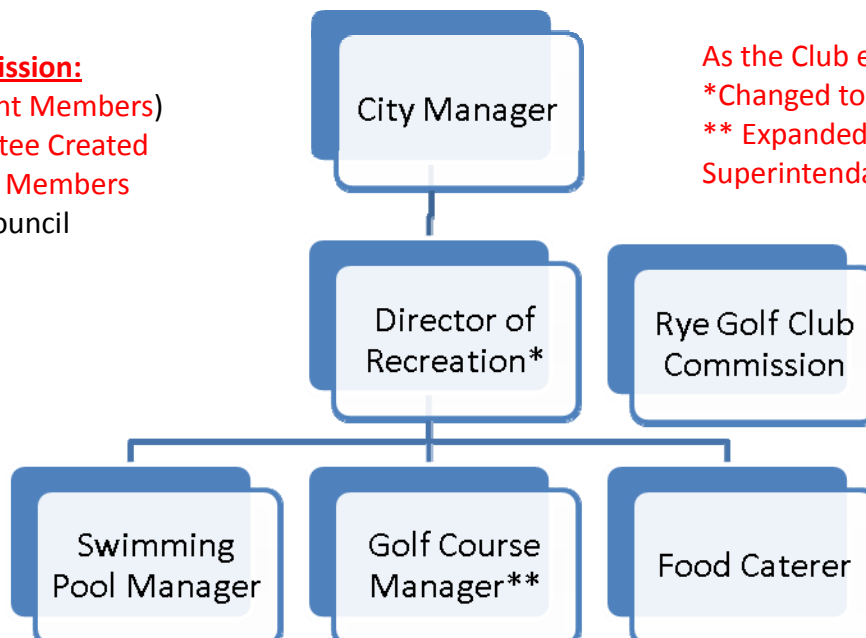 ission:
nt Members)
tee Created
Members
ouncil
City Manager
As the Club e
*Changed to
** Expanded
Superintenda
Director of
Recreation*
Rye Golf Club
Commission
Swimming
Pool Manager
Golf Course
Manager**
Food Caterer